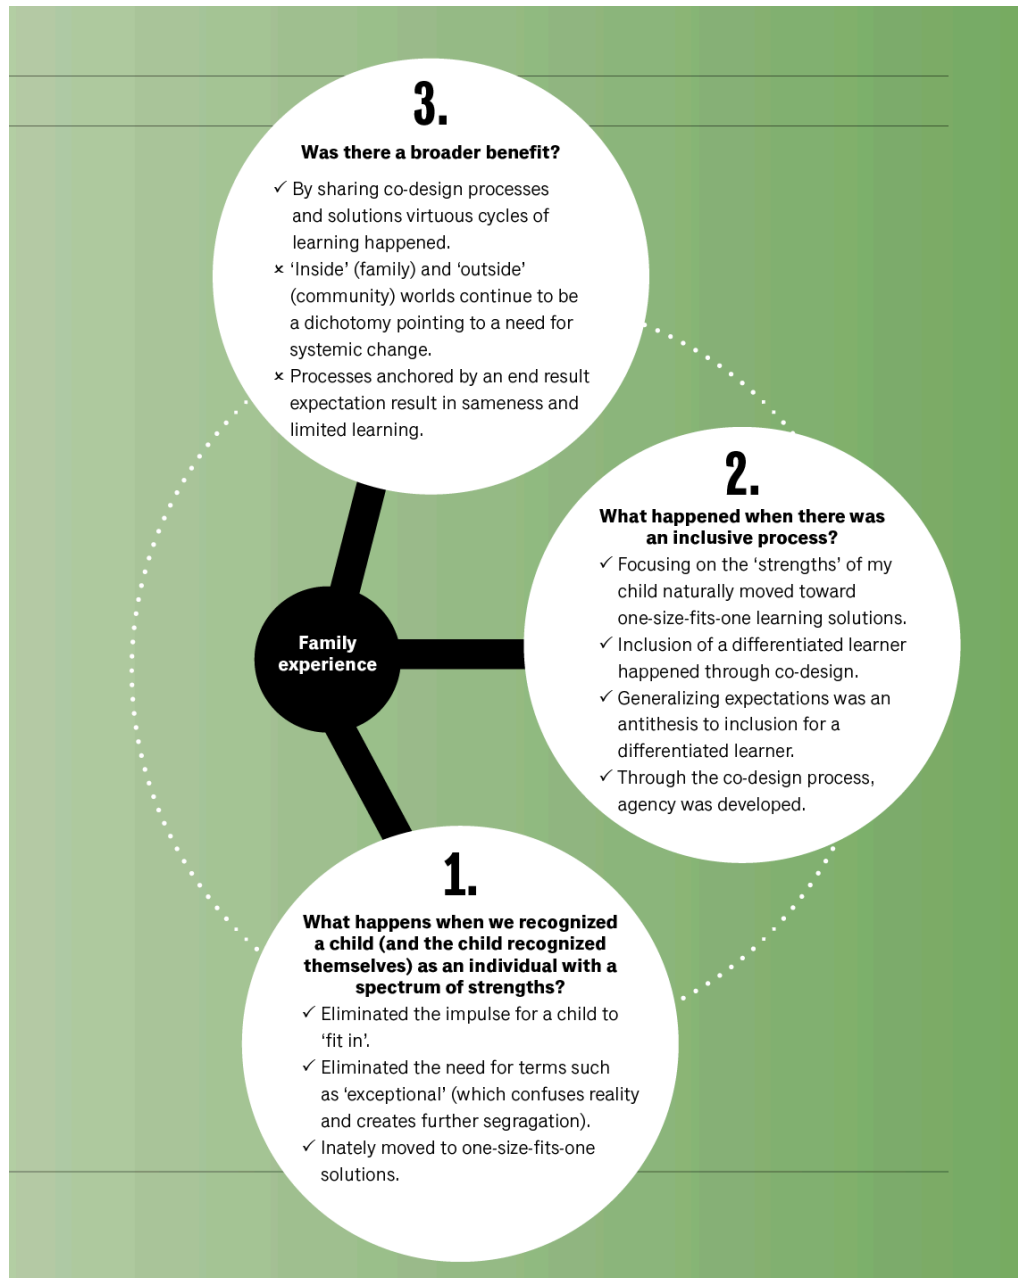 3.
Was there a broader benefit?
✓ By sharing co-design processes
and solutions virtuous cycles of
learning happened.
× ‘Inside’ (family) and ‘outside’
(community) worlds continue to be
a dichotomy pointing to a need for
systemic change.
× Processes anchored by an end result
expectation result in sameness and
limited learning.
2.
What happened when there was
an inclusive process?
✓ Focusing on the ‘strengths’ of my
child naturally moved toward
one-size-fits-one learning solutions.
✓ Inclusion of a differentiated learner
happened through co-design.
✓ Generalizing expectations was an
antithesis to inclusion for a
differentiated learner.
✓ Through the co-design process,
agency was developed.
Family
experience
1.
What happens when we recognized
a child (and the child recognized
themselves) as an individual with a
spectrum of strengths?
✓ Eliminated the impulse for a child to
‘fit in’.
✓ Eliminated the need for terms such
as ‘exceptional’ (which confuses reality
and creates further segragation).
✓ Inately moved to one-size-fits-one
solutions.